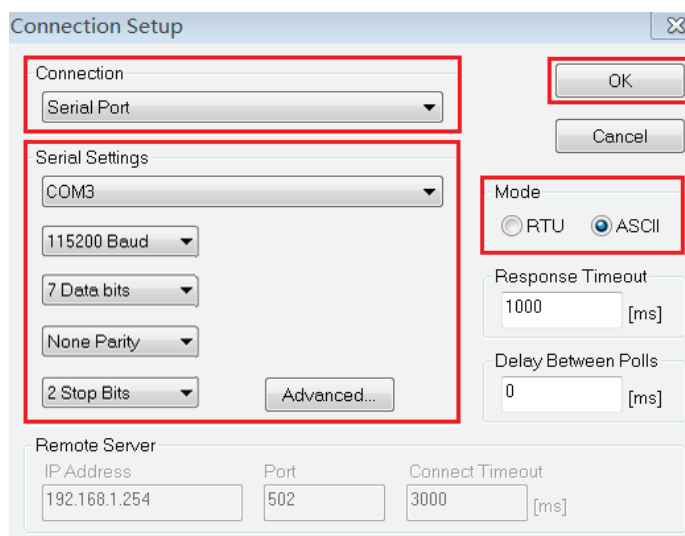 Connection Setup
Connection
OK
Serial Port
Cancel
Serial Settings
COM3
Mode
RTU ASCII
115200 Baud
7 Data bits
Response Timeout
1000 [ms]
None Parity
Delay Between Polls
2 Stop Bits Advanced... 0 [ms]
Remote Server
IP Address Port Connect Timeout
192.168.1.254 502 3000 [ms]